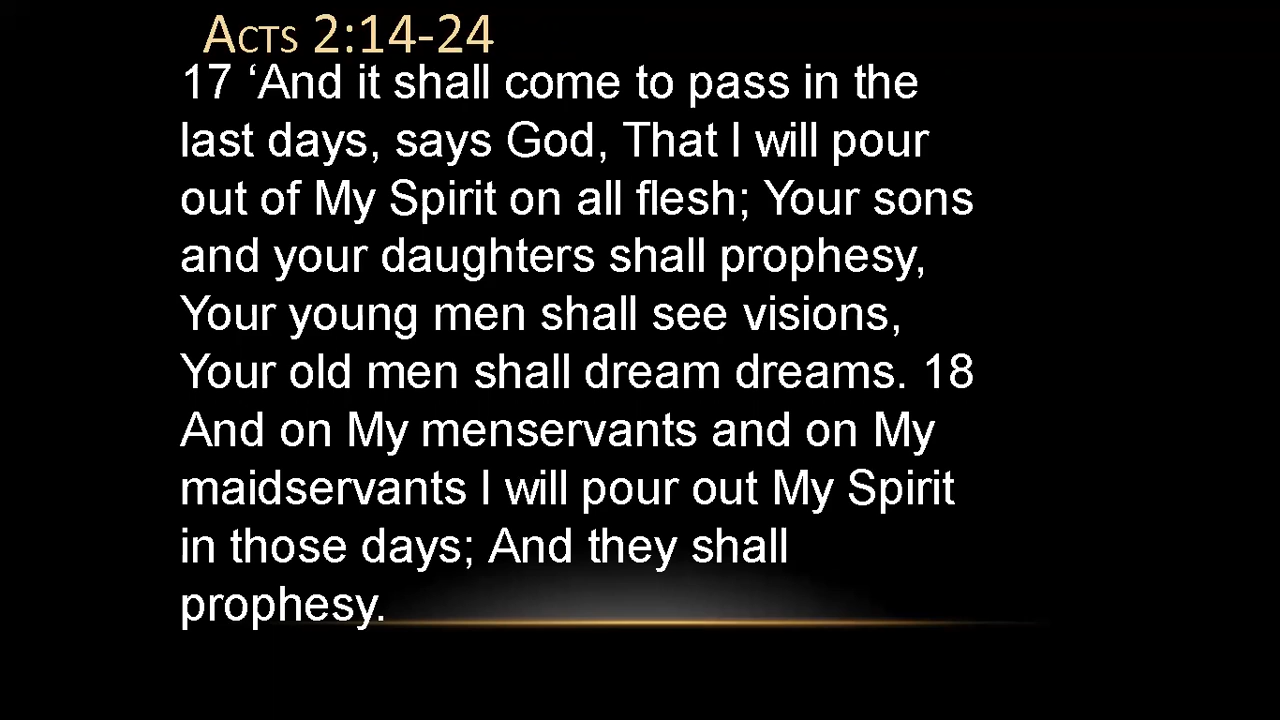 Acts 2:14-24
17 ‘And it shall come to pass in the
last days, says God, That I will pour
out of My Spirit on all flesh; Your sons
and your daughters shall prophesy,
Your young men shall see visions,
Your old men shall dream dreams. 18
And on My menservants and on My
maidservants I will pour out My Spirit
in those days; And they shall
prophesy.